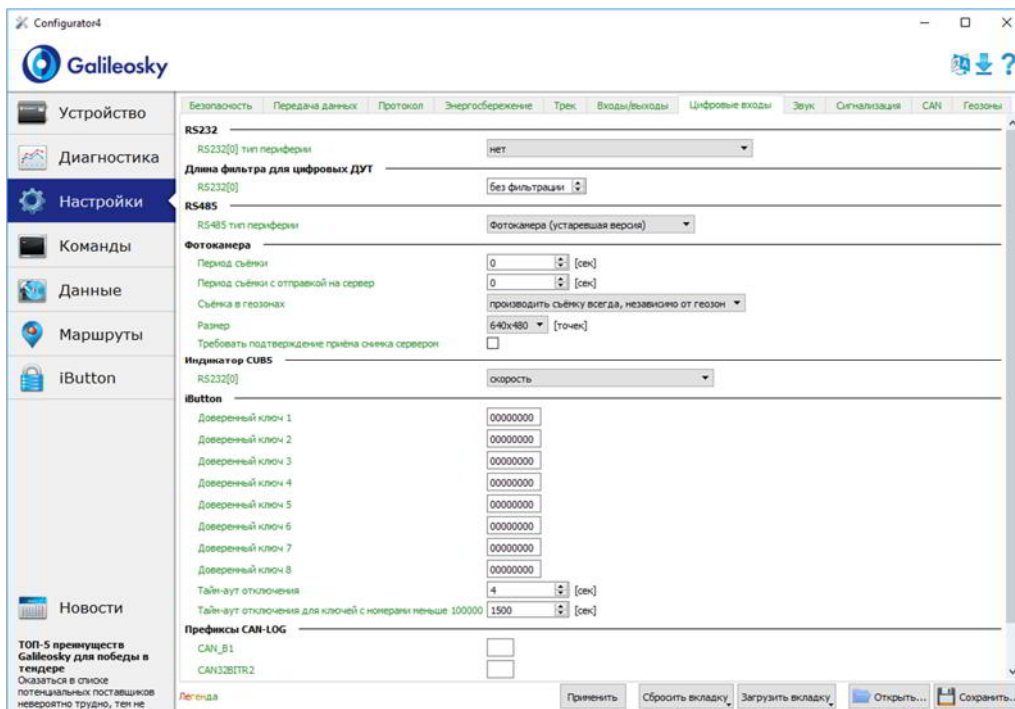 Configurator4
Galileosky
Устройство
Диагностика
Настройки
Команды
Данные
Маршруты
iButton
Новости
ТОП-5 преимуществ
Galileosky для победы в
тендере
Оказаться в списке
потенциальных поставщиков
невероятно трудно, тем не
Безопасность Передача данных Протокол Энергосбережение Трек Входы/выходы Цифровые входы Звук Сигнализация CAN Геозоны
RS232
RS232[0] тип периферии нет
Длина фильтра для цифровых ДУТ
RS232[0] без фильтрации
RS485
RS485 тип периферии Фотокамера (устаревшая версия)
Фотокамера
Период съёмки 0 [сек]
Период съёмки с отправкой на сервер 0 [сек]
Съёмка в геозонах производить съёмку всегда, независимо от геозон
Размер 640x480 [точек]
Требовать подтверждение приёма снимка сервером
Индикатор CUB5
RS232[0] скорость
iButton
Доверенный ключ 1 00000000
Доверенный ключ 2 00000000
Доверенный ключ 3 00000000
Доверенный ключ 4 00000000
Доверенный ключ 5 00000000
Доверенный ключ 6 00000000
Доверенный ключ 7 00000000
Доверенный ключ 8 00000000
Тайм-аут отключения 4 [сек]
Тайм-аут отключения для ключей с номерами меньше 100000 1500 [сек]
Префиксы CAN-LOG
CAN_B1
CAN32BITR2
Легенда Применить Сбросить вкладку Загрузить вкладку Открыть... Сохранить...